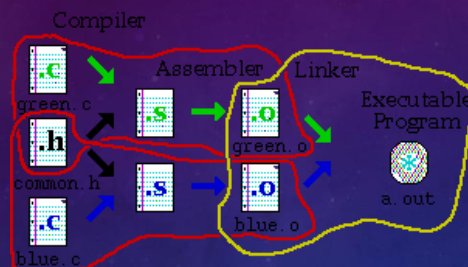 Compiler
Assembler
Linker
Executable
Program
.c
green.c
.s
.o
green.o
.h
common.h
a.out
.c
blue.c
.s
.o
blue.o